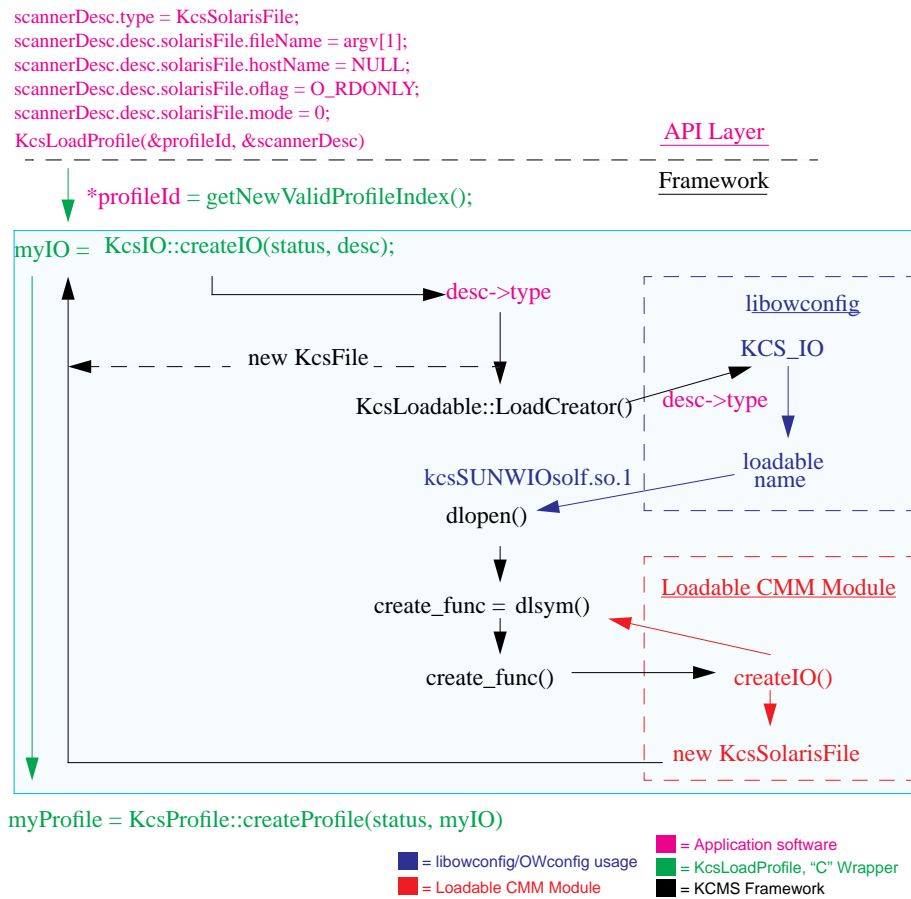 scannerDesc.type = KcsSolarisFile;
scannerDesc.desc.solarisFile.fileName = argv[1];
scannerDesc.desc.solarisFile.hostName = NULL;
scannerDesc.desc.solarisFile.oflag = O_RDONLY;
scannerDesc.desc.solarisFile.mode = 0;
KcsLoadProfile(&profileId, &scannerDesc)
API Layer
Framework
*profileId = getNewValidProfileIndex();
myIO = KcsIO::createIO(status, desc);
desc->type
libowconfig
new KcsFile
KCS_IO
KcsLoadable::LoadCreator()
desc->type
loadable
name
kcsSUNWIOsolf.so.1
dlopen()
Loadable CMM Module
create_func = dlsym()
create_func()
createIO()
new KcsSolarisFile
myProfile = KcsProfile::createProfile(status, myIO)
= libowconfig/OWconfig usage
= Loadable CMM Module
= Application software
= KcsLoadProfile, “C” Wrapper
= KCMS Framework